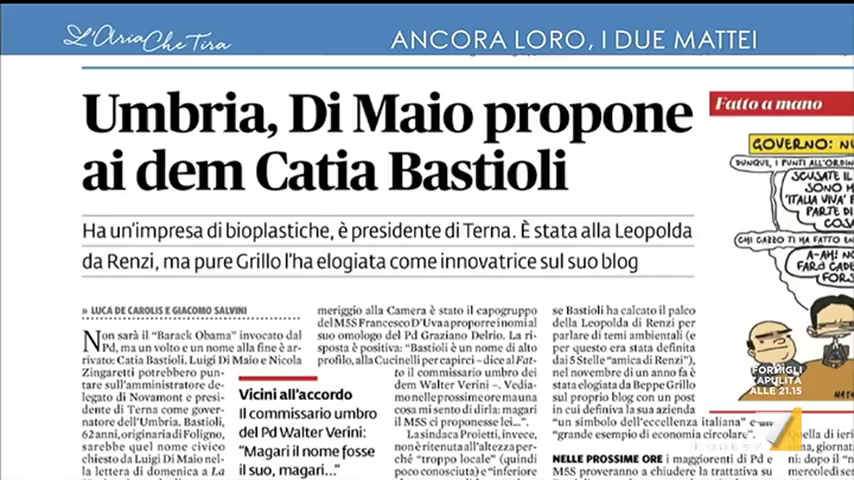 L'Aria Che Tira
ANCORA LORO, I DUE MATTEI
Umbria, Di Maio propone
ai dem Catia Bastioli
Ha un'impresa di bioplastiche, è presidente di Terna. È stata alla Leopolda
da Renzi, ma pure Grillo l'ha elogiata come innovatrice sul suo blog
» LUCA DE CAROLIS E GIACOMO SALVINI
Non sarà il "Barack Obama" invocato dal
Pd, ma un volto e un nome alla fine è ar-
rivato: Catia Bastioli. Luigi Di Maio e Nicola
Zingaretti potrebbero pun-
tare sull'amministratore de-
legato di Novamont e presi-
dente di Terna come gover-
natore dell'Umbria. Bastioli,
62 anni, originaria di Foligno,
sarebbe quel nome civico
chiesto da Luigi Di Maio nel-
la lettera di domenica a La
Vicini all'accordo
Il commissario umbro
del Pd Walter Verini:
"Magari il nome fosse
il suo, magari..."
meriggio alla Camera è stato il capogruppo
del M5S Francesco D'Uva a proporre i nomi al
suo omologo del Pd Graziano Delrio. La ri-
sposta è positiva: "Bastioli è un nome di alto
profilo, alla Cucinelli per capirci – dice al Fat-
to il commissario umbro dei
dem Walter Verini –. Vedia-
mo nelle prossime ore ma una
cosa mi sento di dirla: magari
il M5S ci proponesse lei...".
La sindaca Proietti, invece,
non è ritenuta all'altezza per-
ché "troppo locale" (quindi
poco conosciuta) e "inferiore
se Bastioli ha calcato il palco
della Leopolda di Renzi per
parlare di temi ambientali (e
per questo era stata definita
dai 5 Stelle "amica di Renzi"),
nel novembre di un anno fa è
stata elogiata da Beppe Grillo
sul proprio blog con un post
in cui definiva la sua azienda
"un simbolo dell'eccellenza italiana" e un
"grande esempio di economia circolare".
NELLE PROSSIME ORE i maggiorenti di Pd e
M5S proveranno a chiudere la trattativa su
Fatto a mano
GOVERNO: NU
DUNQUE, I PUNTI ALL'ORDIN
SCUSATE IL
SONO M
'ITALIA VIVA'
PARTE DI
COSA
CHI CAZZO TI HA FATTO EN
A-AH! N
FARÒ CADE
FORS
FORMIGLI
ALLE 21.15
Quella di ier
dopo il "n
mercoledì ser